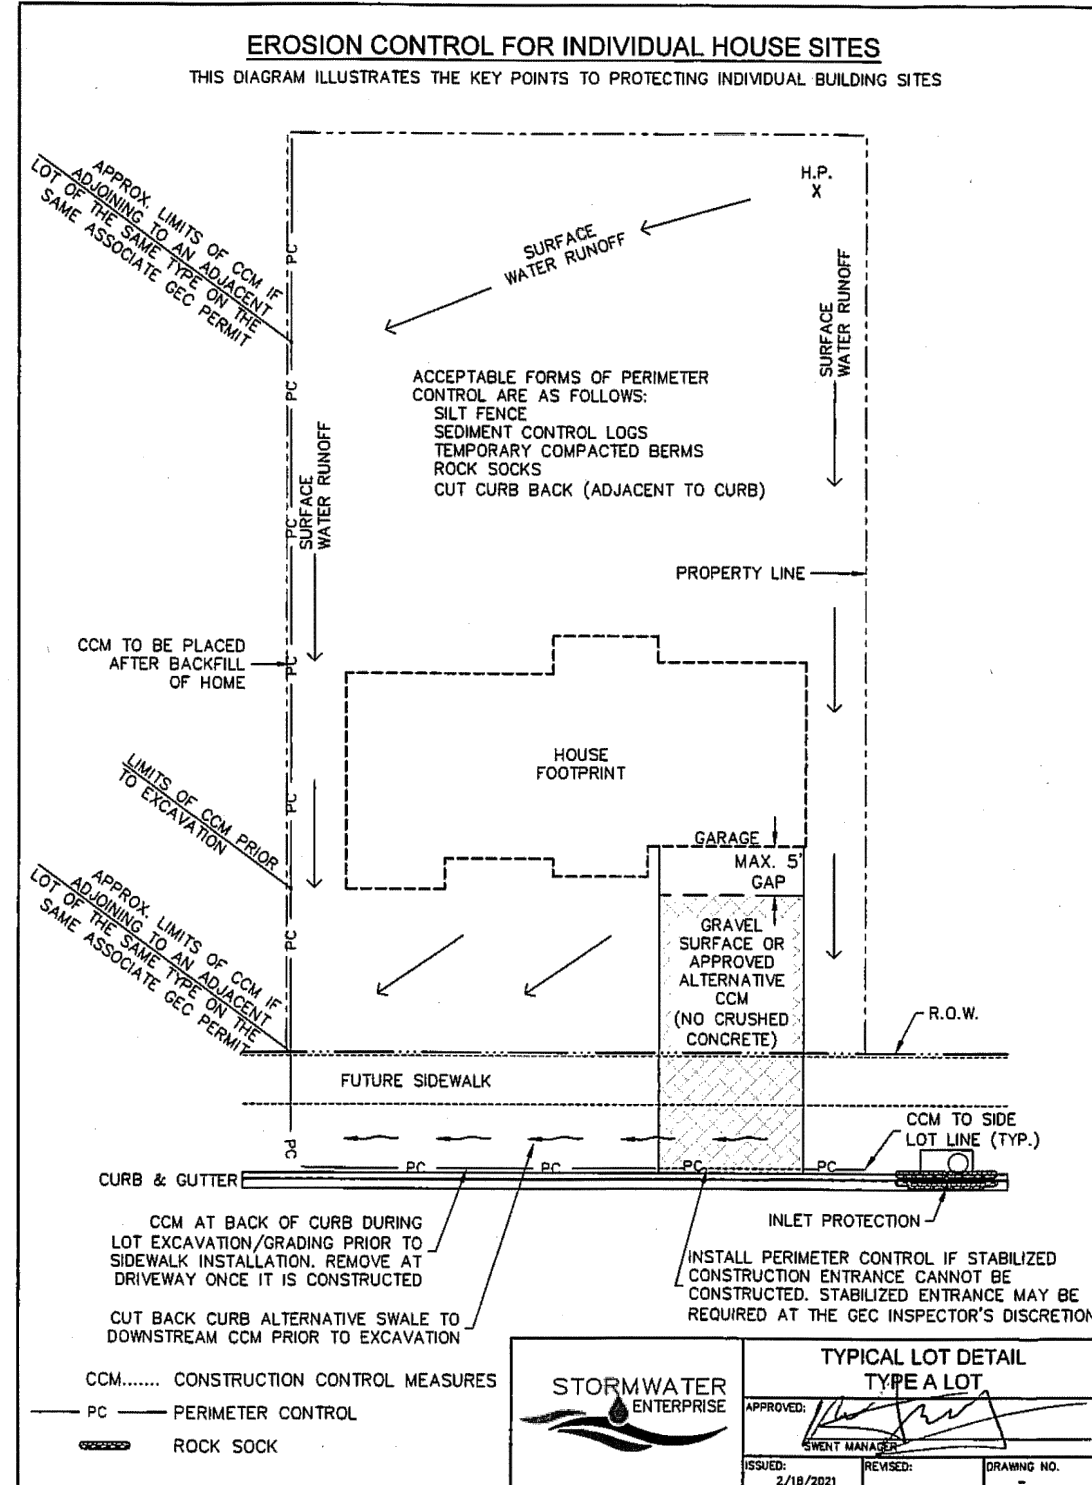 EROSION CONTROL FOR INDIVIDUAL HOUSE SITES
THIS DIAGRAM ILLUSTRATES THE KEY POINTS TO PROTECTING INDIVIDUAL BUILDING SITES
H.P.
X
APPROX. LIMITS OF CCM IF
ADJOINING TO AN ADJACENT
LOT OF THE SAME TYPE ON THE
SAME ASSOCIATE GEC PERMIT
PC
SURFACE
WATER RUNOFF
SURFACE
WATER RUNOFF
ACCEPTABLE FORMS OF PERIMETER
CONTROL ARE AS FOLLOWS:
SILT FENCE
SEDIMENT CONTROL LOGS
TEMPORARY COMPACTED BERMS
ROCK SOCKS
CUT CURB BACK (ADJACENT TO CURB)
PC
PC
SURFACE
WATER RUNOFF
PROPERTY LINE
CCM TO BE PLACED
AFTER BACKFILL
OF HOME
PC
HOUSE
FOOTPRINT
LIMITS OF CCM PRIOR
TO EXCAVATION
PC
GARAGE
MAX. 5'
GAP
APPROX. LIMITS OF CCM IF
ADJOINING TO AN ADJACENT
LOT OF THE SAME TYPE ON THE
SAME ASSOCIATE GEC PERMIT
PC
GRAVEL
SURFACE OR
APPROVED
ALTERNATIVE
CCM
(NO CRUSHED
CONCRETE)
R.O.W.
FUTURE SIDEWALK
CCM TO SIDE
LOT LINE (TYP.)
PC
PC PC PC PC
CURB & GUTTER
INLET PROTECTION
CCM AT BACK OF CURB DURING
LOT EXCAVATION/GRADING PRIOR TO
SIDEWALK INSTALLATION. REMOVE AT
DRIVEWAY ONCE IT IS CONSTRUCTED
INSTALL PERIMETER CONTROL IF STABILIZED
CONSTRUCTION ENTRANCE CANNOT BE
CONSTRUCTED. STABILIZED ENTRANCE MAY BE
REQUIRED AT THE GEC INSPECTOR'S DISCRETION
CUT BACK CURB ALTERNATIVE SWALE TO
DOWNSTREAM CCM PRIOR TO EXCAVATION
CCM....... CONSTRUCTION CONTROL MEASURES
PC PERIMETER CONTROL
ROCK SOCK
STORMWATER
ENTERPRISE
TYPICAL LOT DETAIL
TYPE A LOT
APPROVED:
SWENT MANAGER
ISSUED:
2/18/2021
REVISED:
DRAWING NO.
-